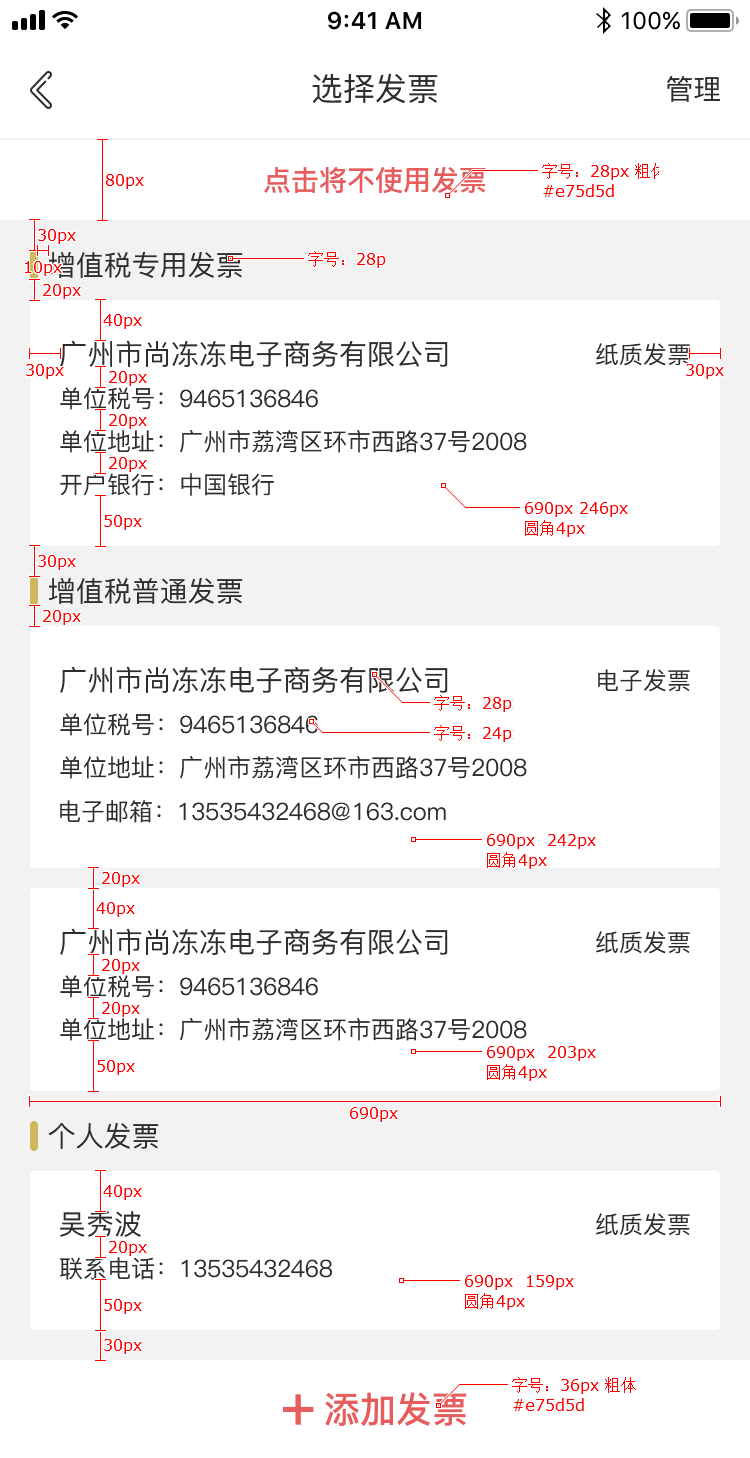 9:41 AM 100%
选择发票 管理
80px
点击将不使用发票
字号：28px 粗体
#e75d5d
30px
10px
增值税专用发票
字号：28p
20px
40px
广州市尚冻冻电子商务有限公司 纸质发票
30px 30px
20px
单位税号：9465136846
20px
单位地址：广州市荔湾区环市西路37号2008
20px
开户银行：中国银行
690px 246px
圆角4px
50px
30px
增值税普通发票
20px
广州市尚冻冻电子商务有限公司 电子发票
字号：28p
单位税号：9465136846
字号：24p
单位地址：广州市荔湾区环市西路37号2008
电子邮箱：13535432468@163.com
690px 242px
圆角4px
20px
40px
广州市尚冻冻电子商务有限公司 纸质发票
20px
单位税号：9465136846
20px
单位地址：广州市荔湾区环市西路37号2008
690px 203px
圆角4px
50px
690px
个人发票
40px
吴秀波 纸质发票
20px
联系电话：13535432468
690px 159px
圆角4px
50px
30px
字号：36px 粗体
#e75d5d
+ 添加发票